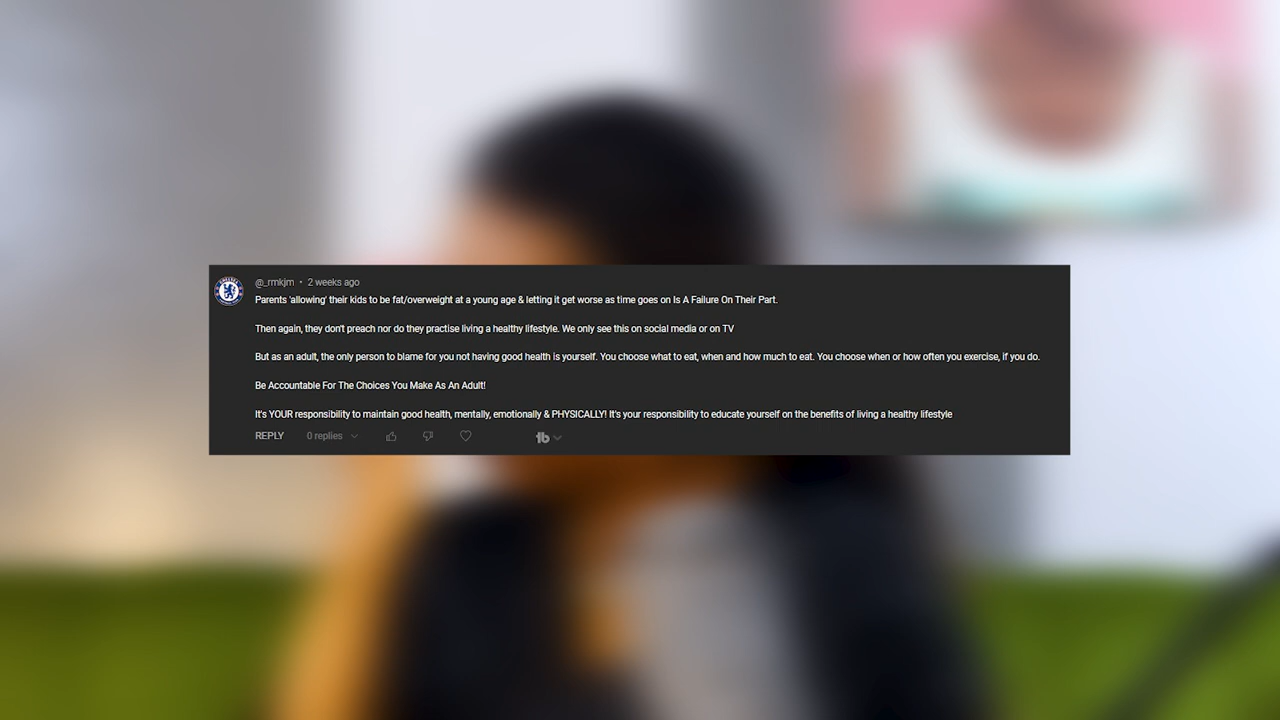 @_rmkjm • 2 weeks ago
Parents 'allowing' their kids to be fat/overweight at a young age & letting it get worse as time goes on Is A Failure On Their Part.
Then again, they don't preach nor do they practise living a healthy lifestyle. We only see this on social media or on TV
But as an adult, the only person to blame for you not having good health is yourself. You choose what to eat, when and how much to eat. You choose when or how often you exercise, if you do.
Be Accountable For The Choices You Make As An Adult!
It's YOUR responsibility to maintain good health, mentally, emotionally & PHYSICALLY! It's your responsibility to educate yourself on the benefits of living a healthy lifestyle
REPLY 0 replies tb